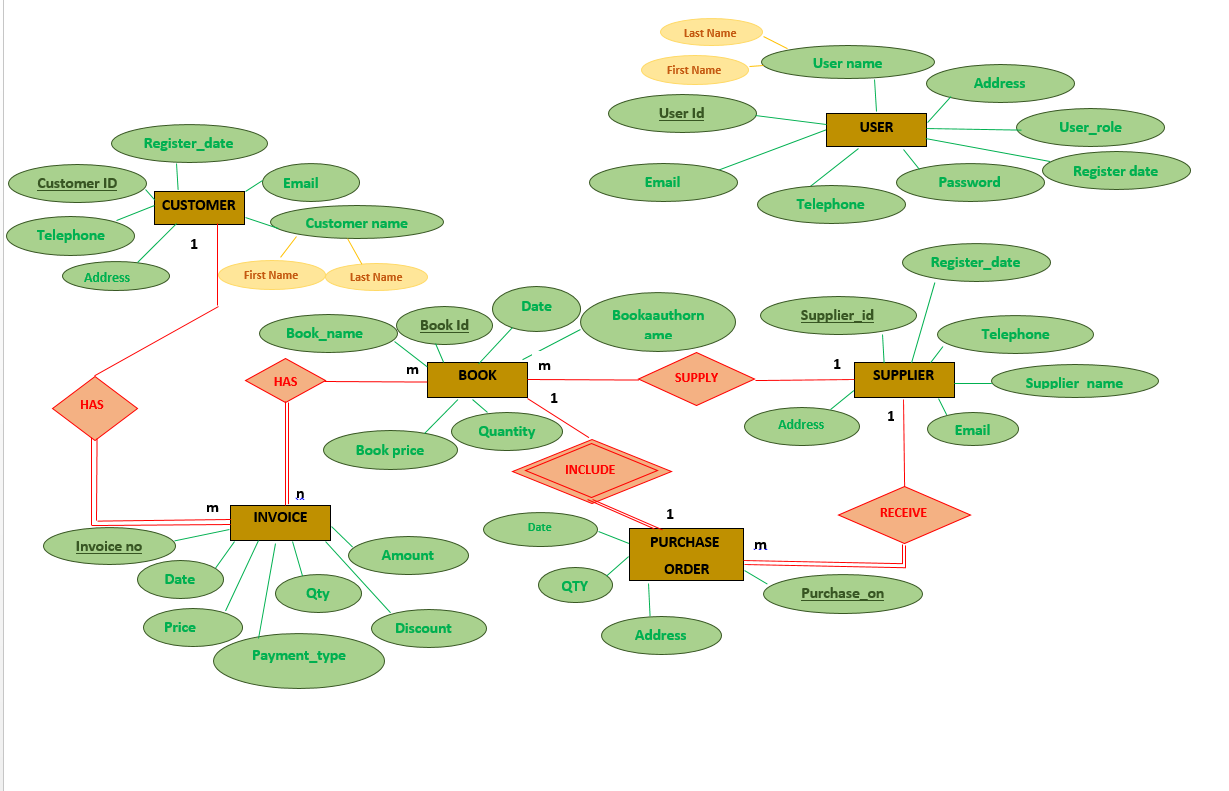 Last Name
First Name
User name
Address
User Id
USER
User_role
Register date
Email
Password
Telephone
Register_date
Customer ID
Email
CUSTOMER
Telephone
Customer name
1
Address
First Name
Last Name
Register_date
Supplier_id
Telephone
Supplier_name
SUPPLIER
1
Address
Email
1
SUPPLY
m
Book_name
Book Id
Date
Bookaauthorn
ame
BOOK
m
1
Book price
Quantity
HAS
HAS
n
m
INVOICE
Invoice no
Date
Price
Payment_type
Qty
Discount
Amount
INCLUDE
1
PURCHASE
ORDER
Date
QTY
Address
Purchase_on
m
RECEIVE